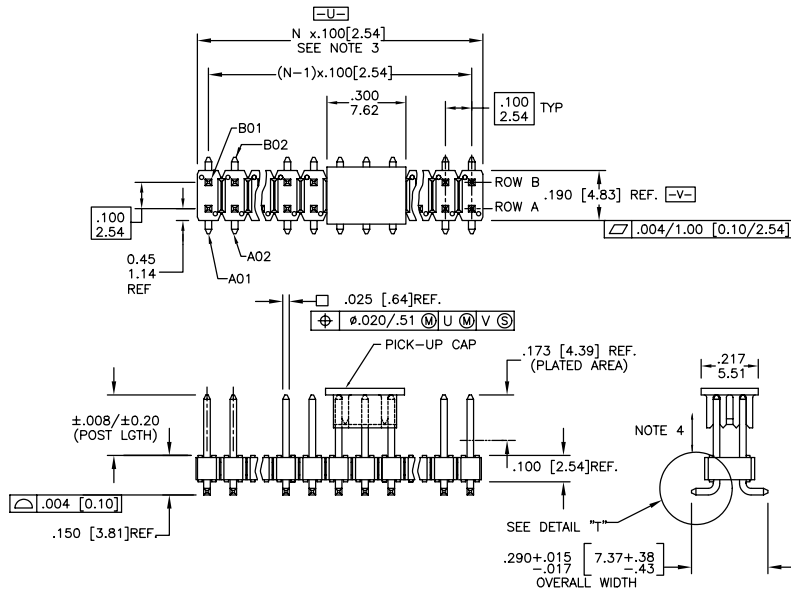 -U-
N x.100[2.54]
SEE NOTE 3
(N-1)x.100[2.54]
.300
7.62
.100
2.54
TYP
B01
B02
ROW B
ROW A
.190 [4.83] REF. -V-
.004/1.00 [0.10/2.54]
.100
2.54
0.45
1.14
REF
A01
A02
.025 [.64]REF.
⌖ ø.020/.51 Ⓜ U Ⓜ V Ⓢ
PICK-UP CAP
.173 [4.39] REF.
(PLATED AREA)
.217
5.51
±.008/±0.20
(POST LGTH)
NOTE 4
.100 [2.54]REF.
.004 [0.10]
.150 [3.81]REF.
SEE DETAIL "T"
.290+.015 [7.37+.38
-.017 -.43]
OVERALL WIDTH